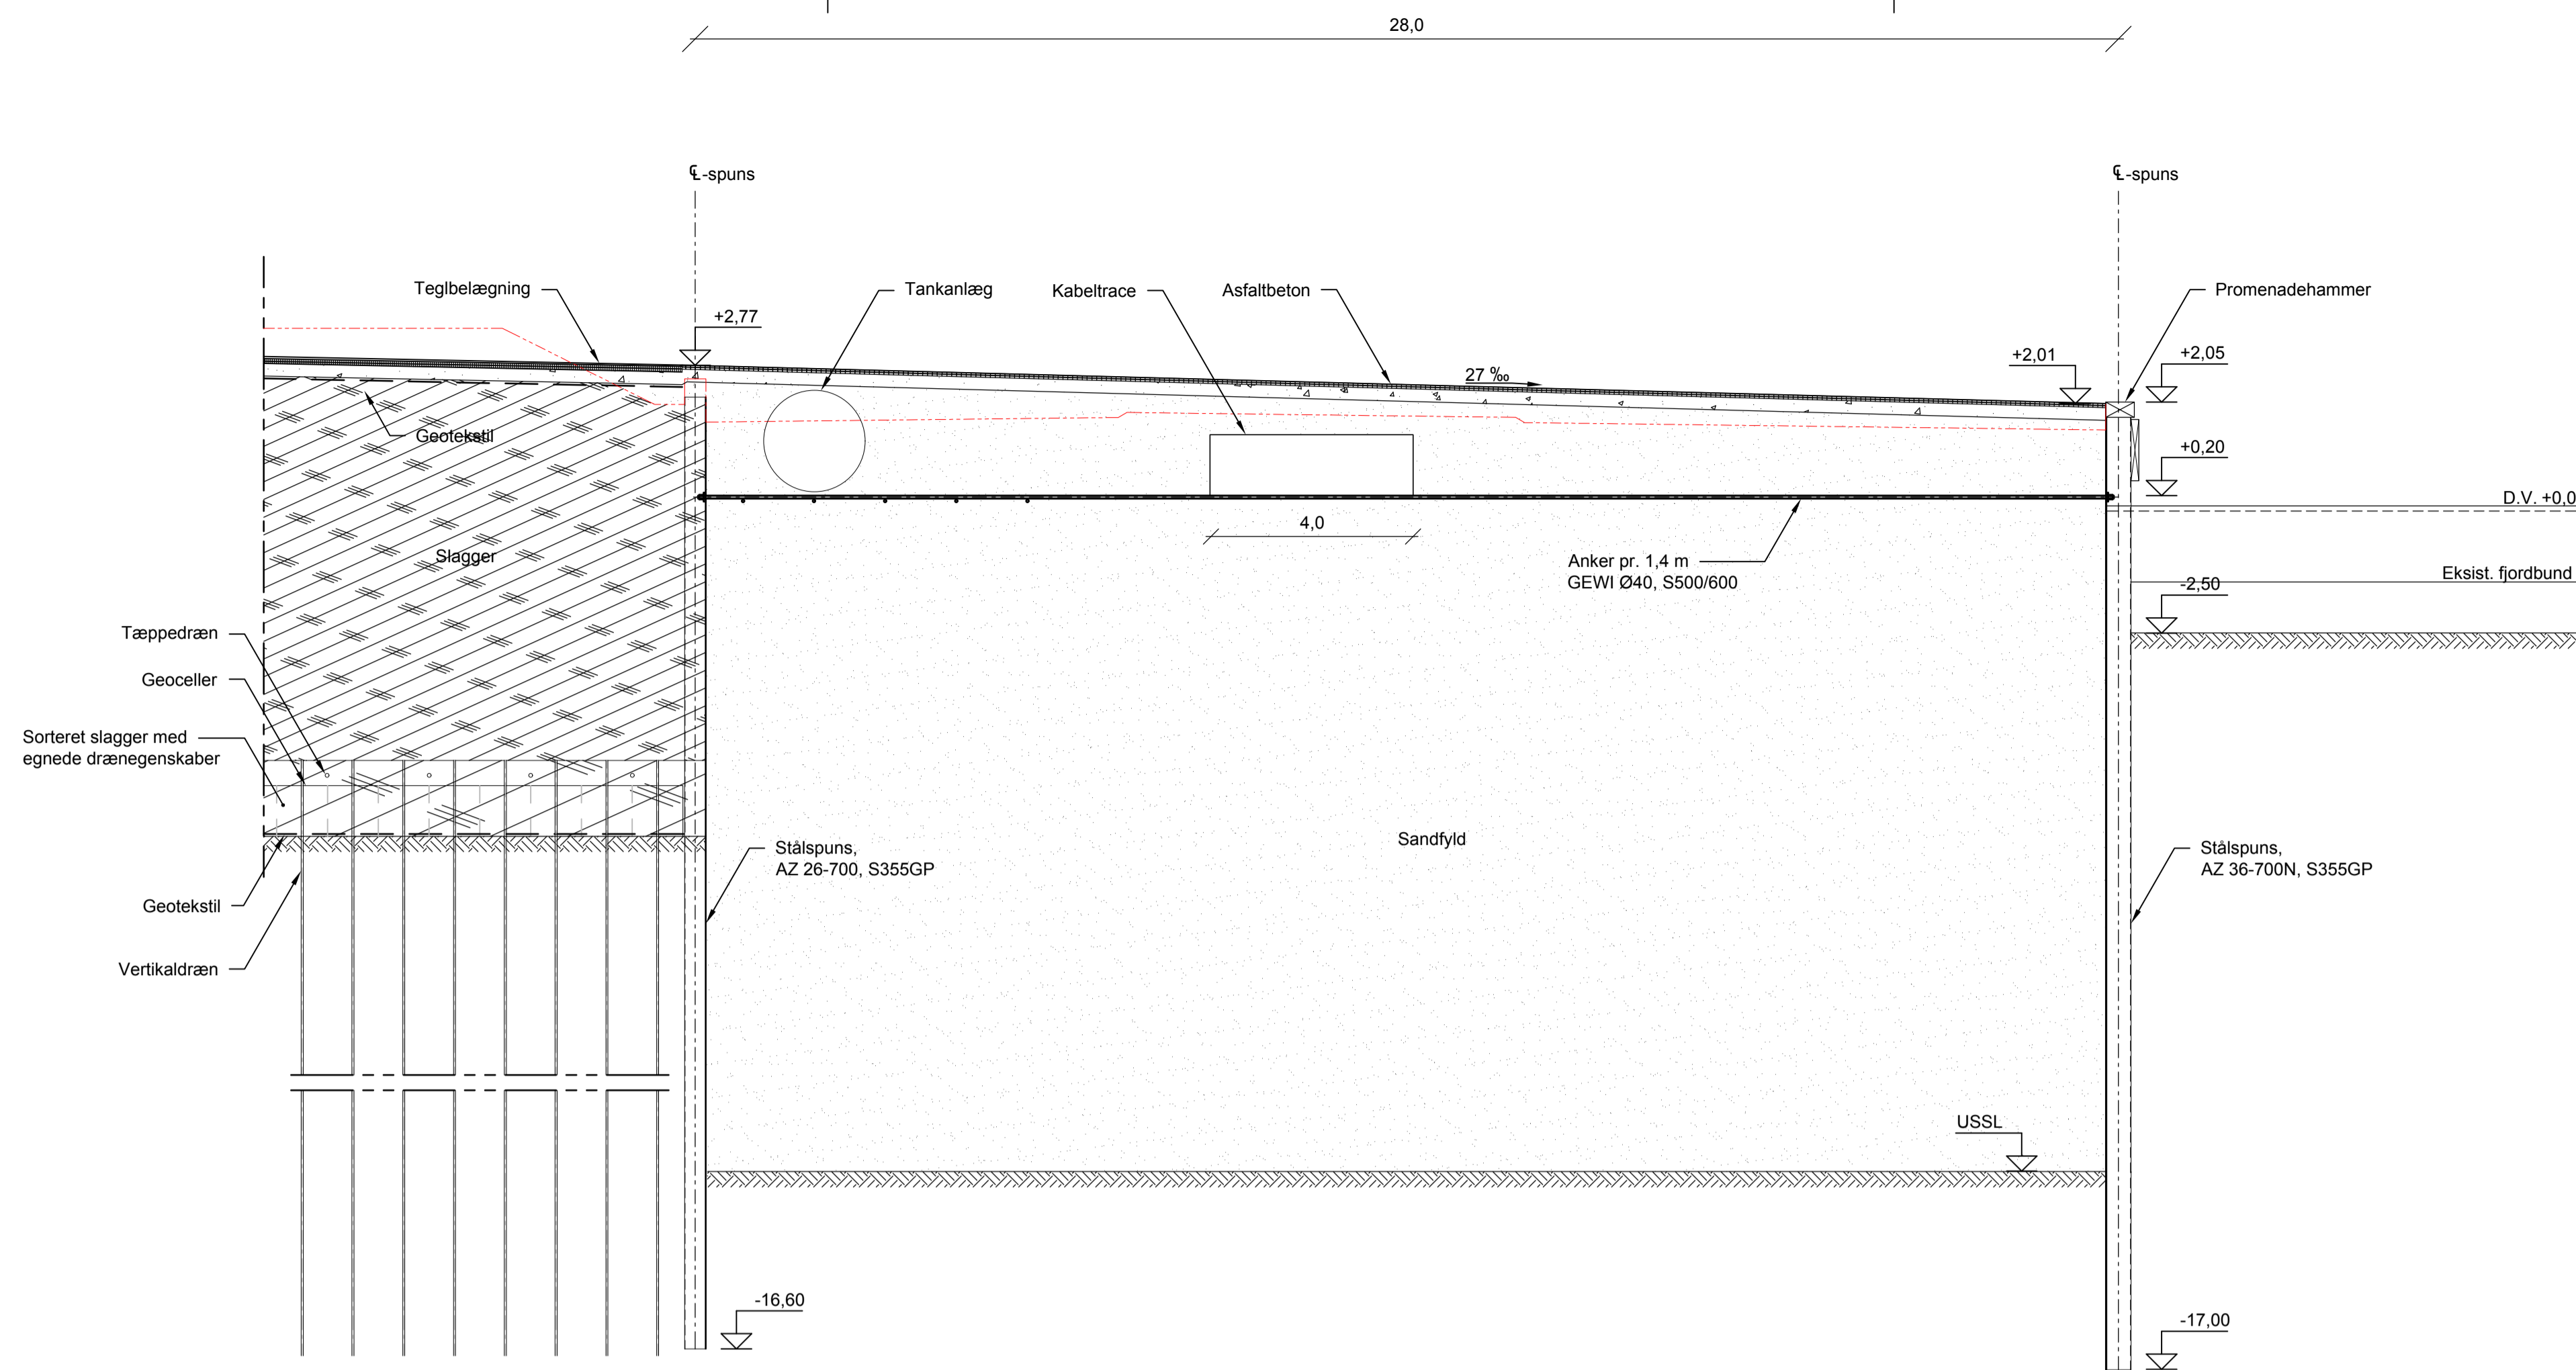 28,0
℄-spuns
℄-spuns
Teglbelægning
Tankanlæg
Kabeltrace
Asfaltbeton
Promenadehammer
+2,77
+2,01
+2,05
27 ‰
Geotekstil
+0,20
D.V. +0,0
4,0
Slagger
Anker pr. 1,4 m
GEWI Ø40, S500/600
Eksist. fjordbund
-2,50
Tæppedræn
Geoceller
Sorteret slagger med
egnede drænegenskaber
Sandfyld
Stålspuns,
AZ 26-700, S355GP
Stålspuns,
AZ 36-700N, S355GP
Geotekstil
Vertikaldræn
USSL
-16,60
-17,00